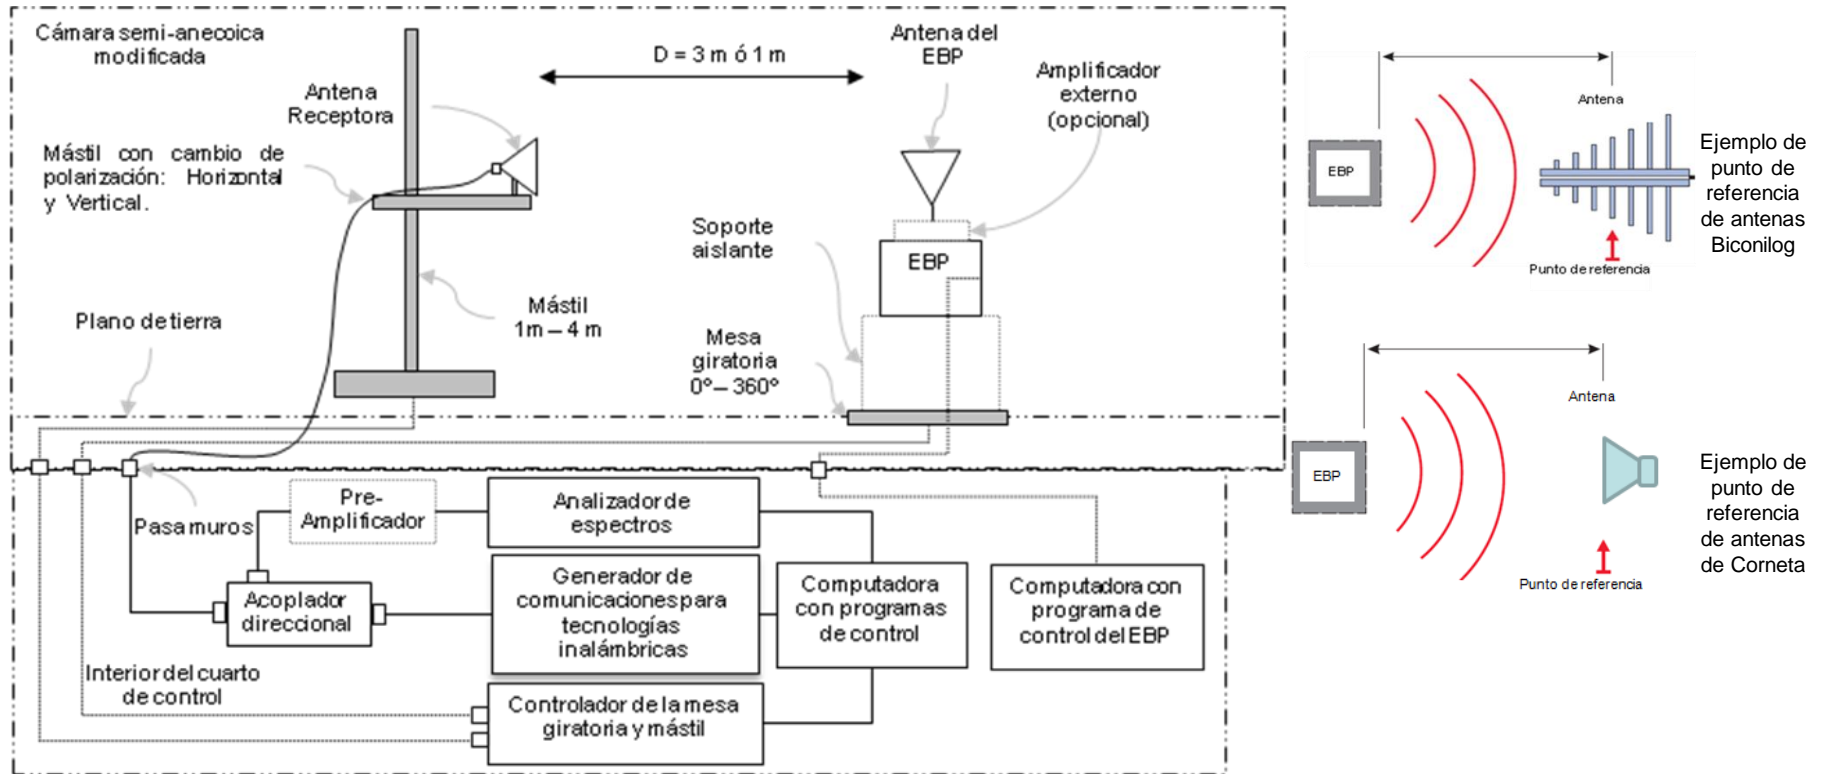 Cámara semi-anecoica
modificada
Antena
Receptora
Mástil con cambio de
polarización: Horizontal
y Vertical.
D = 3 m ó 1 m
Antena del
EBP
Amplificador
externo
(opcional)
Soporte
aislante
EBP
Mástil
1m – 4 m
Mesa
giratoria
0º – 360º
Plano de tierra
Pasamuros
Pre-
Amplificador
Analizador de
espectros
Acoplador
direccional
Generador de
comunicaciones para
tecnologías
inalámbricas
Computadora
con programas
de control
Computadora con
programa de
control del EBP
Interior del cuarto
de control
Controlador de la mesa
giratoria y mástil
Antena
EBP
Punto de referencia
Ejemplo de
punto de
referencia
de antenas
Biconilog
Antena
EBP
Punto de referencia
Ejemplo de
punto de
referencia
de antenas
de Corneta